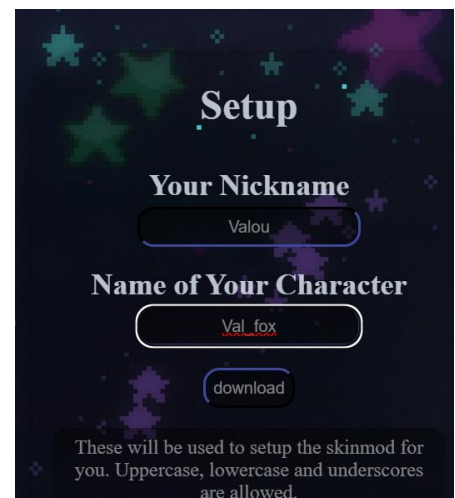 Setup
Your Nickname
Valou
Name of Your Character
Val_fox
download
These will be used to setup the skinmod for
you. Uppercase, lowercase and underscores
are allowed.